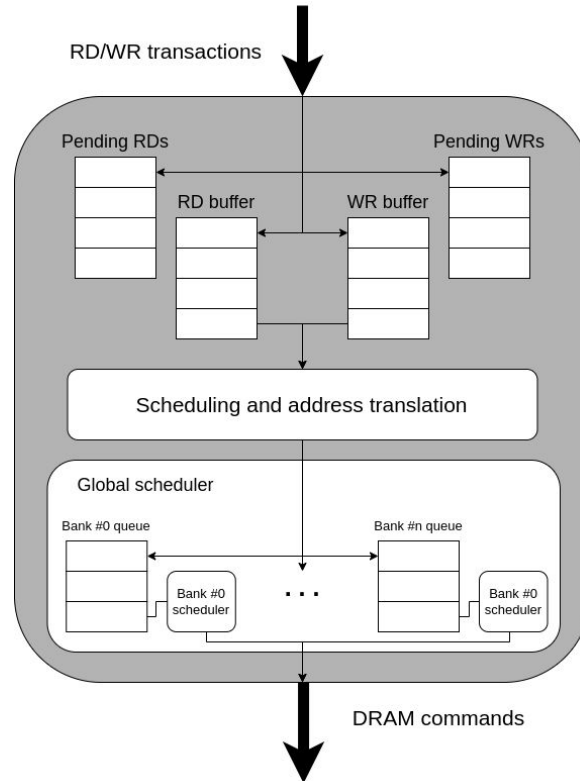 RD/WR transactions
Pending RDs
Pending WRs
RD buffer
WR buffer
Scheduling and address translation
Global scheduler
Bank #0 queue
Bank #n queue
Bank #0
scheduler
. . .
Bank #0
scheduler
DRAM commands